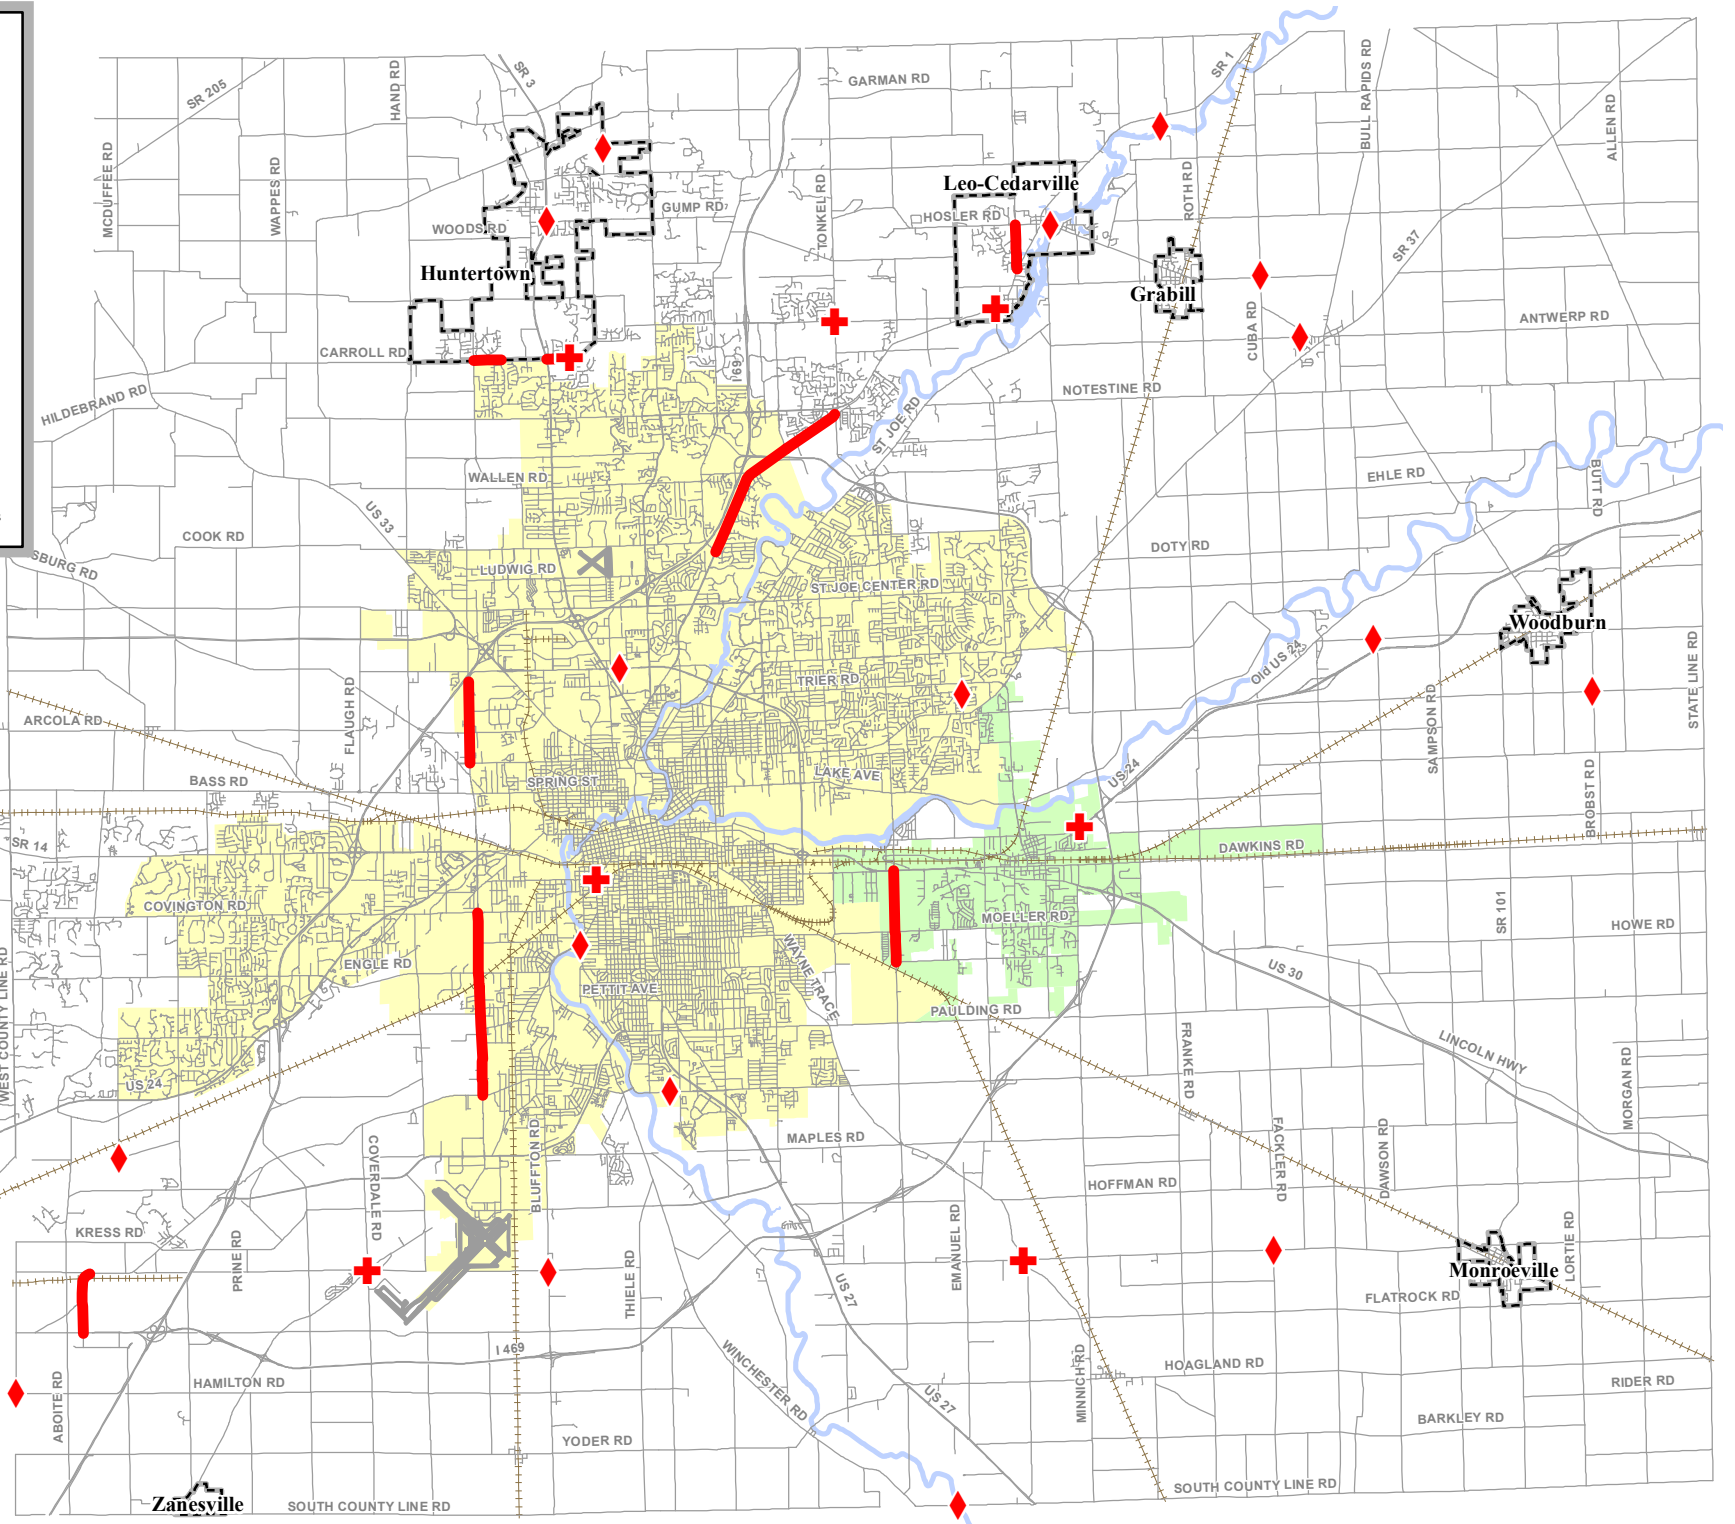 SR 3
GARMAN RD
SR 1
BULL RAPIDS RD
SR 205
HAND RD
ALLEN RD
MCDUFFEE RD
WAPPES RD
Leo-Cedarville
ROTH RD
TONKEL RD
GUMP RD
HOSLER RD
WOODS RD
SR 37
Huntertown
Grabill
ANTWERP RD
CUBA RD
CARROLL RD
I 69
NOTESTINE RD
HILDEBRAND RD
ST JOE RD
WALLEN RD
EHLE RD
BUTT RD
US 33
COOK RD
DOTY RD
SBURG RD
LUDWIG RD
ST JOE CENTER RD
Woodburn
Old US 24
TRIER RD
STATE LINE RD
FLAUGH RD
ARCOLA RD
SAMPSON RD
BASS RD
SPRING ST
LAKE AVE
US 24
BROBST RD
SR 14
DAWKINS RD
COVINGTON RD
MOELLER RD
SR 101
HOWE RD
ENGLE RD
WAYNE TRACE
US 30
PETTIT AVE
PAULDING RD
WEST COUNTY LINE RD
FRANKE RD
LINCOLN HWY
US 24
MORGAN RD
MAPLES RD
FACKLER RD
DAWSON RD
BLUFFTON RD
COVERDALE RD
HOFFMAN RD
KRESS RD
PRINE RD
EMANUEL RD
LORTIE RD
THIELE RD
US 27
Monroeville
FLATROCK RD
I 469
HOAGLAND RD
HAMILTON RD
WINCHESTER RD
MINNICH RD
RIDER RD
ABOITE RD
US 27
BARKLEY RD
YODER RD
SOUTH COUNTY LINE RD
Zanesville
SOUTH COUNTY LINE RD